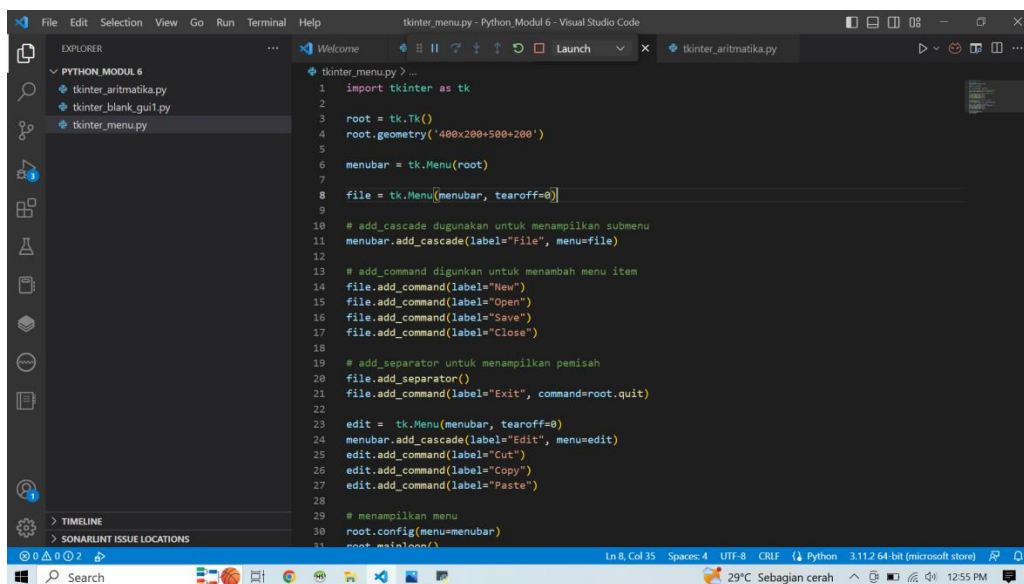 File Edit Selection View Go Run Terminal Help
tkinter_menu.py - Python_Modul 6 - Visual Studio Code
EXPLORER
PYTHON_MODUL 6
tkinter_aritmatika.py
tkinter_blank_gui1.py
tkinter_menu.py
TIMELINE
SONARLINT ISSUE LOCATIONS
Welcome
Launch
tkinter_aritmatika.py
tkinter_menu.py > ...
1 import tkinter as tk
2
3 root = tk.Tk()
4 root.geometry('400x200+500+200')
5
6 menubar = tk.Menu(root)
7
8 file = tk.Menu(menubar, tearoff=0)
9
10 # add_cascade dugunakan untuk menampilkan submenu
11 menubar.add_cascade(label="File", menu=file)
12
13 # add_command digunkan untuk menambah menu item
14 file.add_command(label="New")
15 file.add_command(label="Open")
16 file.add_command(label="Save")
17 file.add_command(label="Close")
18
19 # add_separator untuk menampilkan pemisah
20 file.add_separator()
21 file.add_command(label="Exit", command=root.quit)
22
23 edit =  tk.Menu(menubar, tearoff=0)
24 menubar.add_cascade(label="Edit", menu=edit)
25 edit.add_command(label="Cut")
26 edit.add_command(label="Copy")
27 edit.add_command(label="Paste")
28
29 # menampilkan menu
30 root.config(menu=menubar)
31 root.mainloop()
3
1
0 0 2
Ln 8, Col 35 Spaces: 4 UTF-8 CRLF Python 3.11.2 64-bit (microsoft store)
Search
29°C Sebagian cerah
12:55 PM